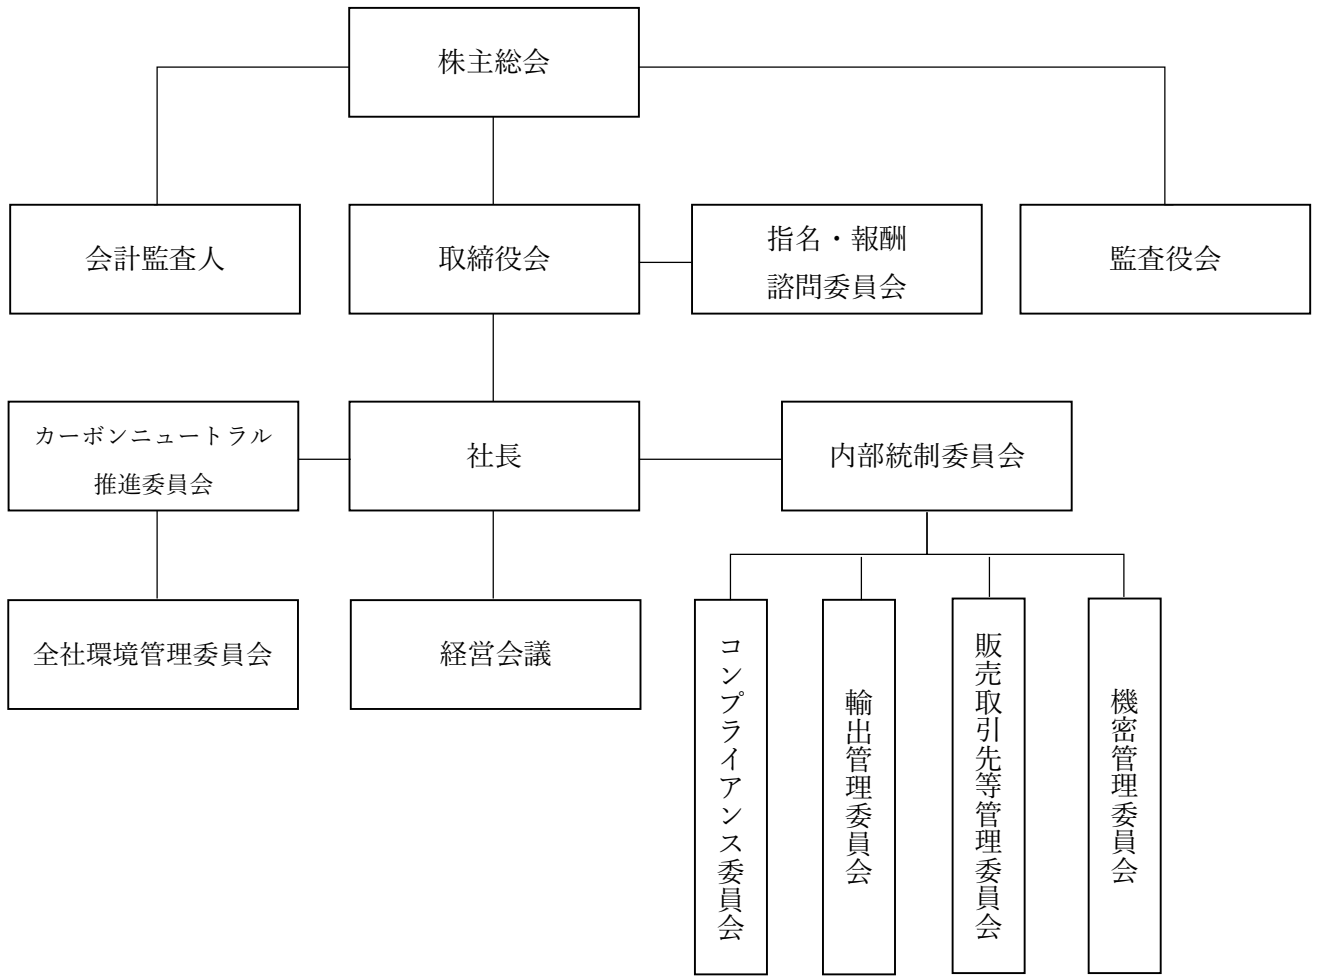 株主総会
会計監査人
取締役会
指名・報酬
諮問委員会
監査役会
カーボンニュートラル
推進委員会
社長
内部統制委員会
全社環境管理委員会
経営会議
コンプライアンス委員会
輸出管理委員会
販売取引先等管理委員会
機密管理委員会